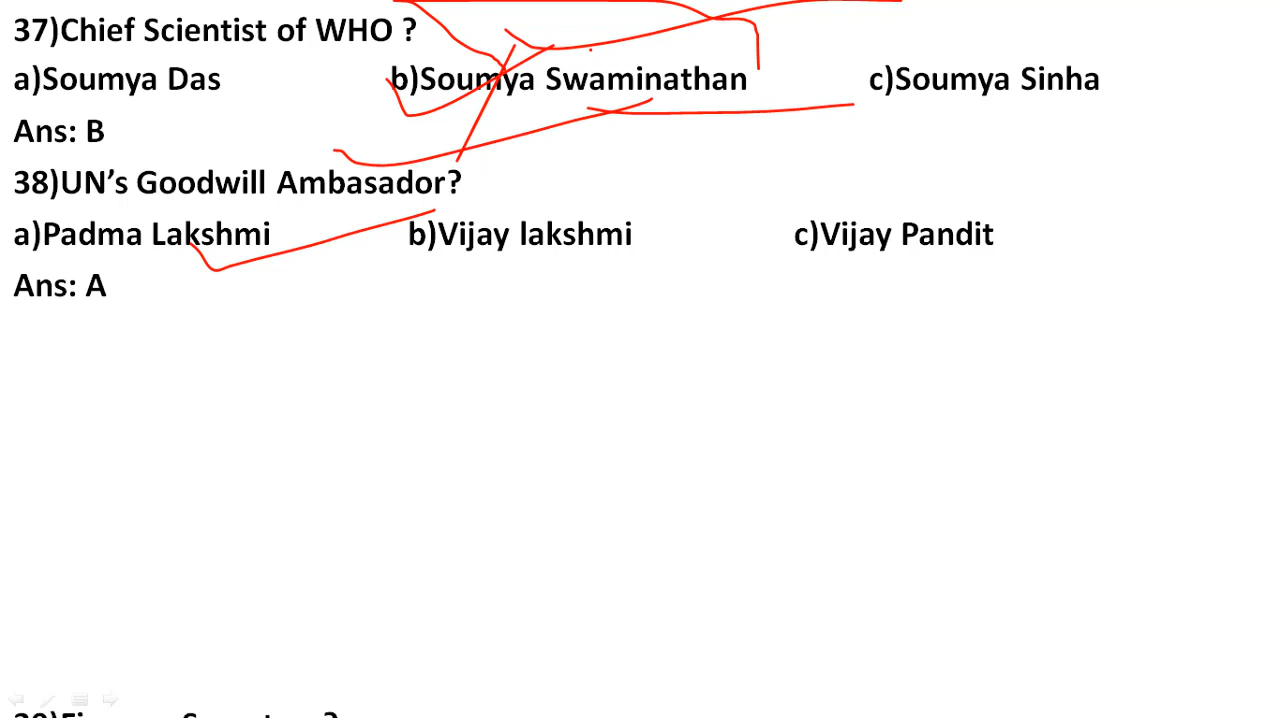 37)Chief Scientist of WHO ?
a)Soumya Das b)Soumya Swaminathan c)Soumya Sinha
Ans: B
38)UN’s Goodwill Ambasador?
a)Padma Lakshmi b)Vijay lakshmi c)Vijay Pandit
Ans: A